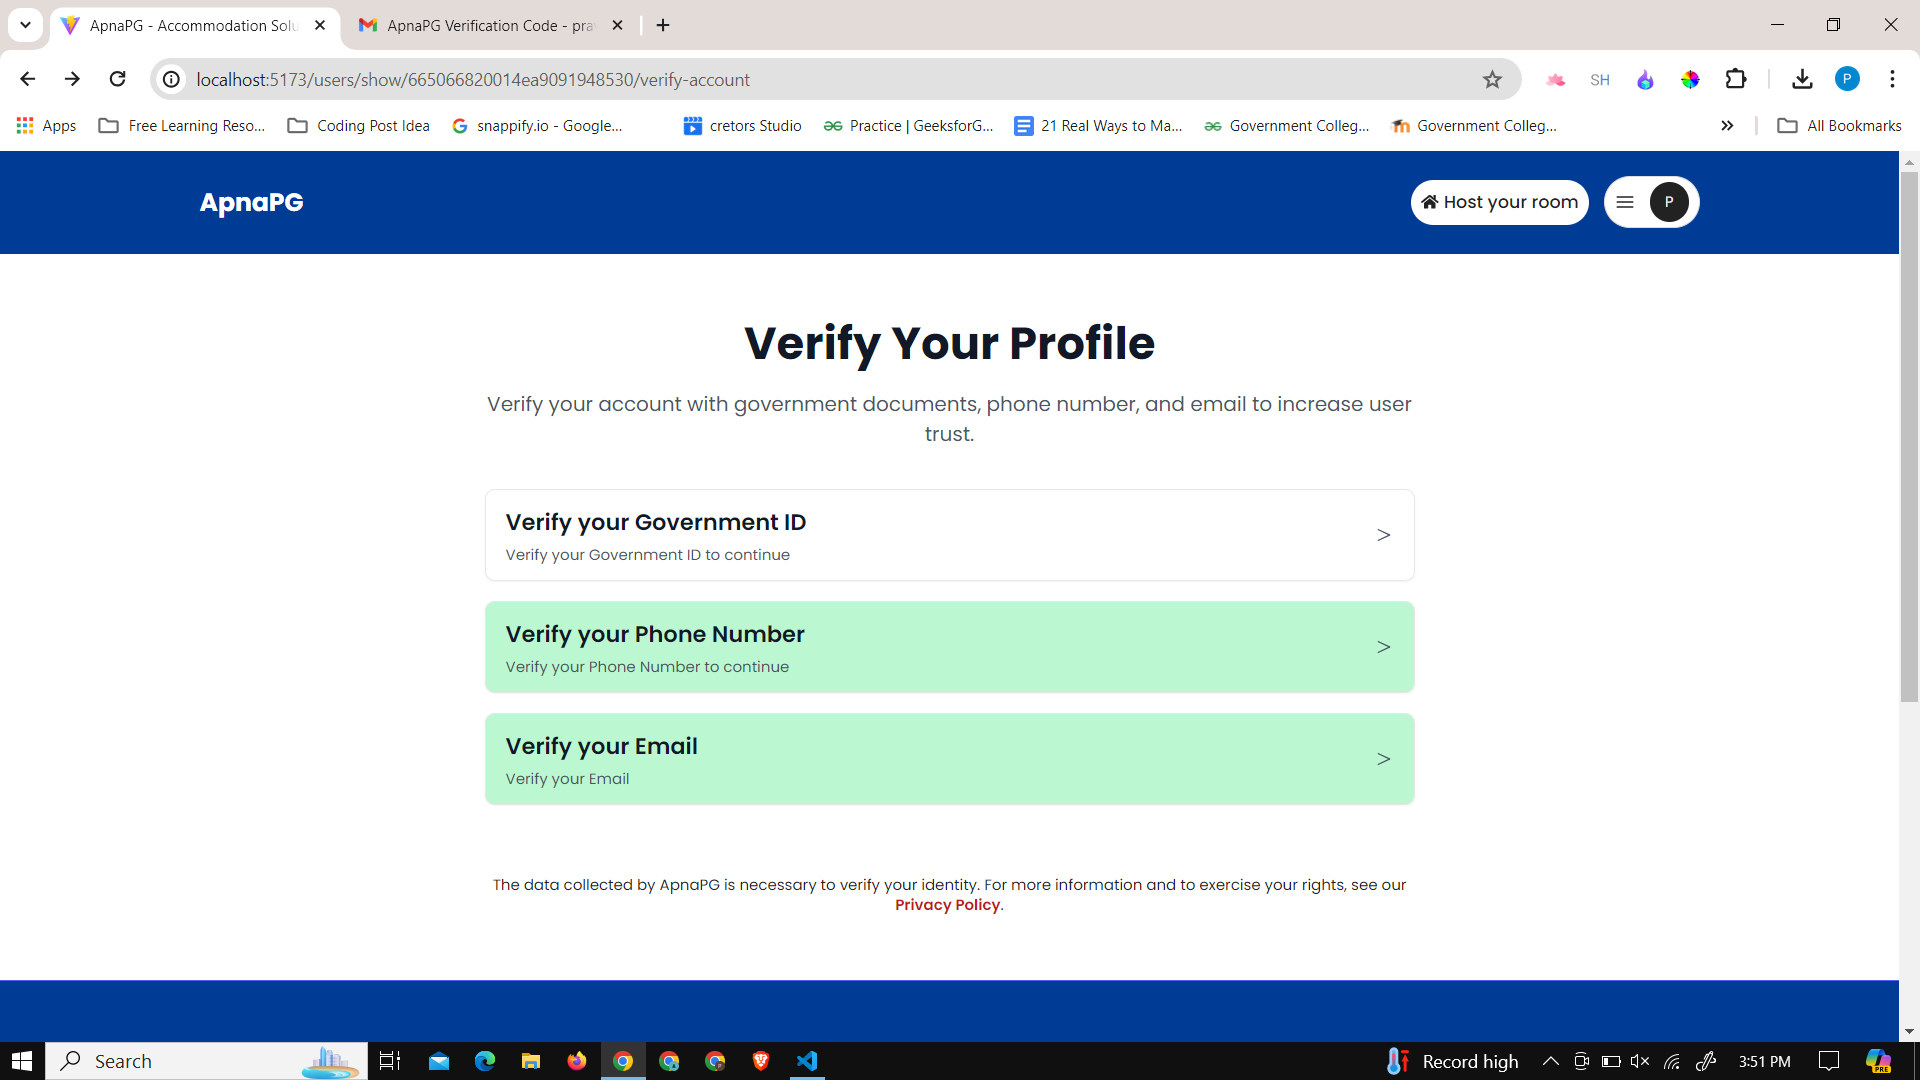 ApnaPG - Accommodation Solu
ApnaPG Verification Code - pra
localhost:5173/users/show/665066820014ea9091948530/verify-account
SH
P
Apps
Free Learning Reso...
Coding Post Idea
snappify.io - Google...
cretors Studio
Practice | GeeksforG...
21 Real Ways to Ma...
Government Colleg...
Government Colleg...
All Bookmarks
ApnaPG
Host your room
P
Verify Your Profile
Verify your account with government documents, phone number, and email to increase user
trust.
Verify your Government ID
Verify your Government ID to continue
>
Verify your Phone Number
Verify your Phone Number to continue
>
Verify your Email
Verify your Email
>
The data collected by ApnaPG is necessary to verify your identity. For more information and to exercise your rights, see our
Privacy Policy.
Search
Record high
3:51 PM
PRE